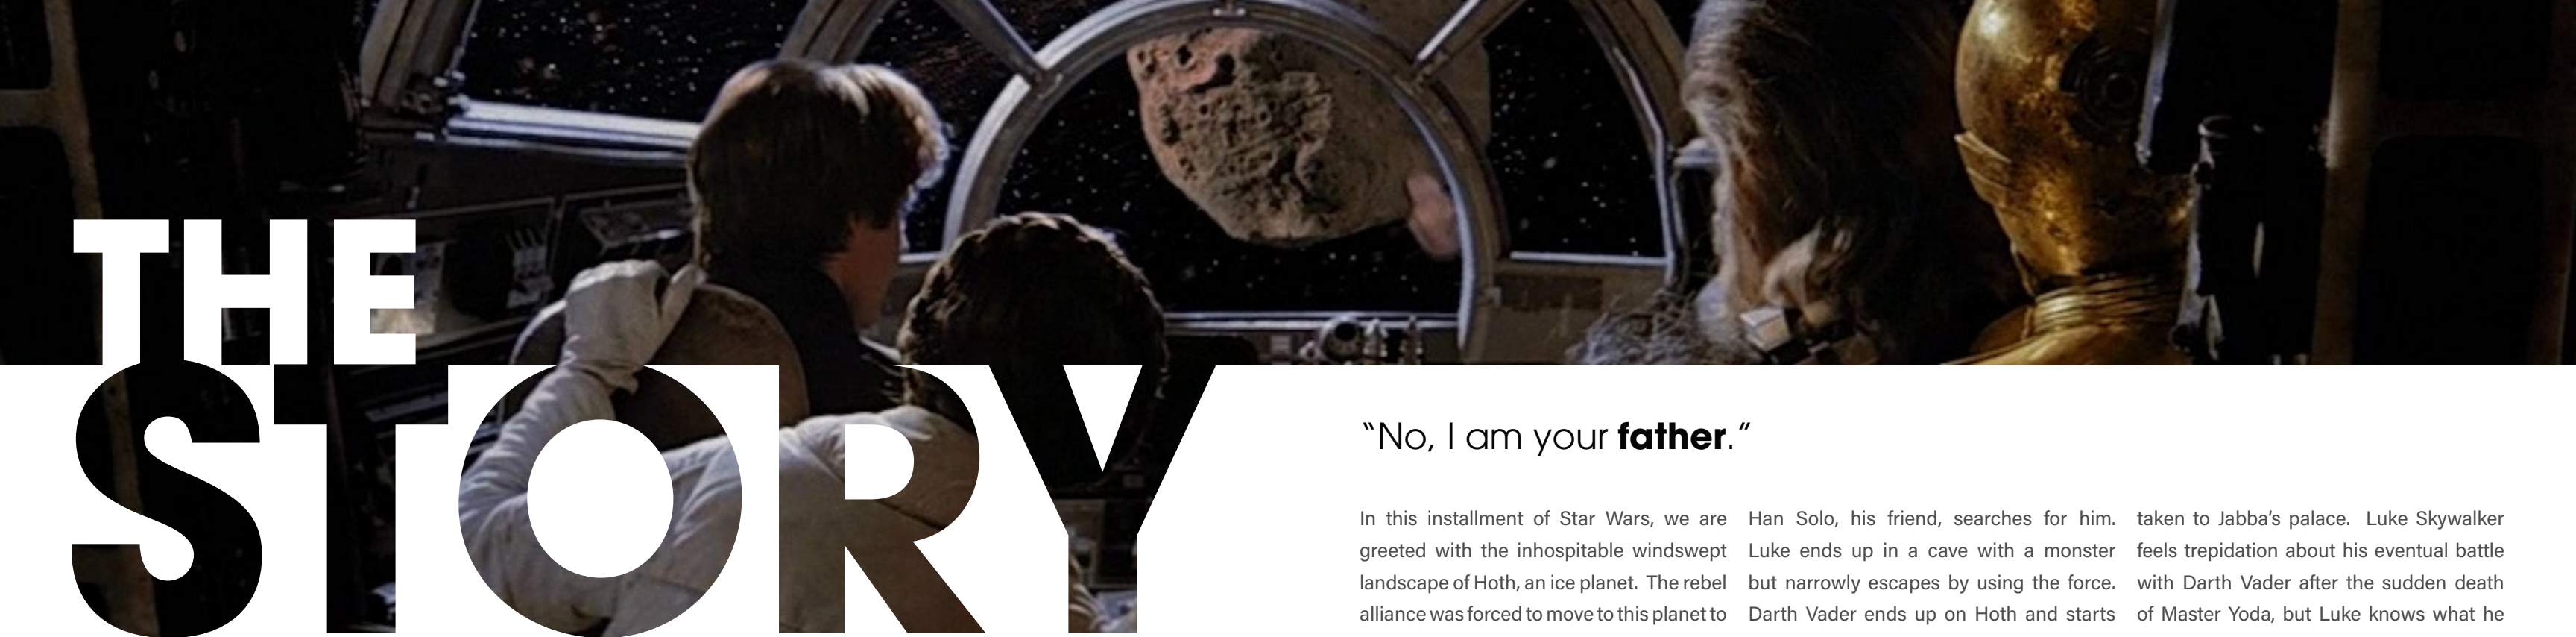 THE
STORY
“No, I am your father.”
In this installment of Star Wars, we are
greeted with the inhospitable windswept
landscape of Hoth, an ice planet. The rebel
alliance was forced to move to this planet to
Han Solo, his friend, searches for him.
Luke ends up in a cave with a monster
but narrowly escapes by using the force.
Darth Vader ends up on Hoth and starts
taken to Jabba’s palace. Luke Skywalker
feels trepidation about his eventual battle
with Darth Vader after the sudden death
of Master Yoda, but Luke knows what he